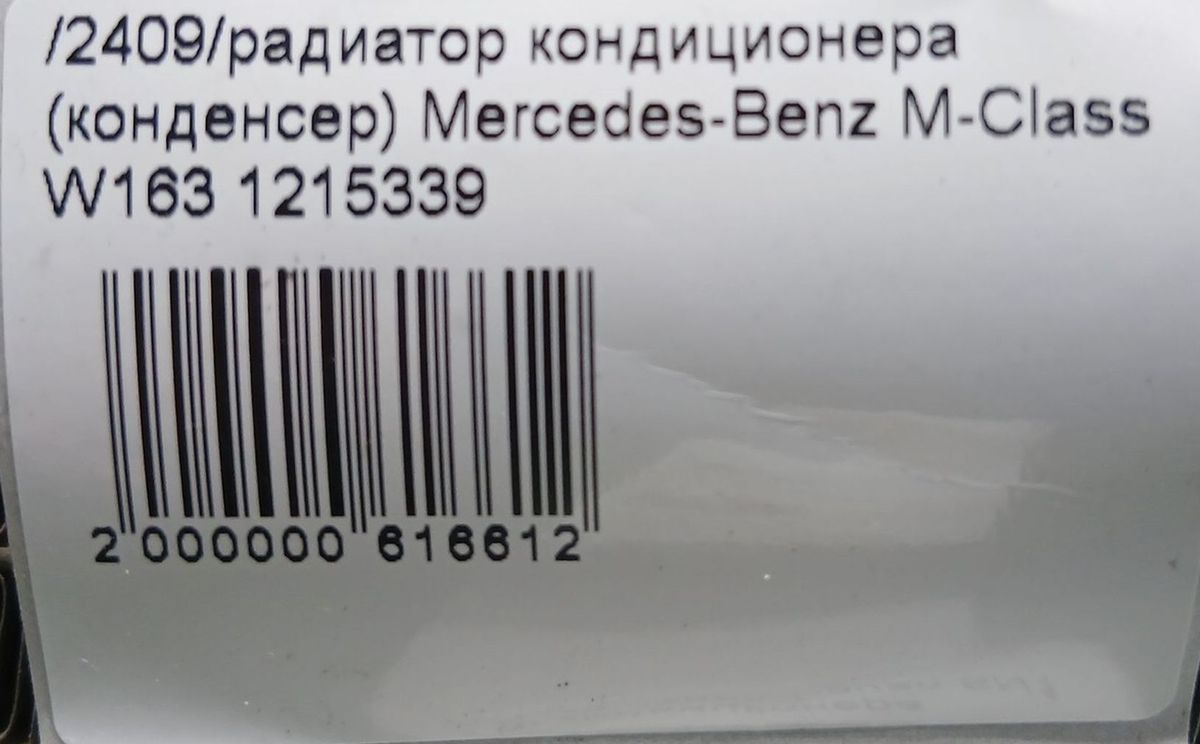 /2409/радиатор кондиционера
(конденсер) Mercedes-Benz M-Class
W163 1215339
2 000000 616612